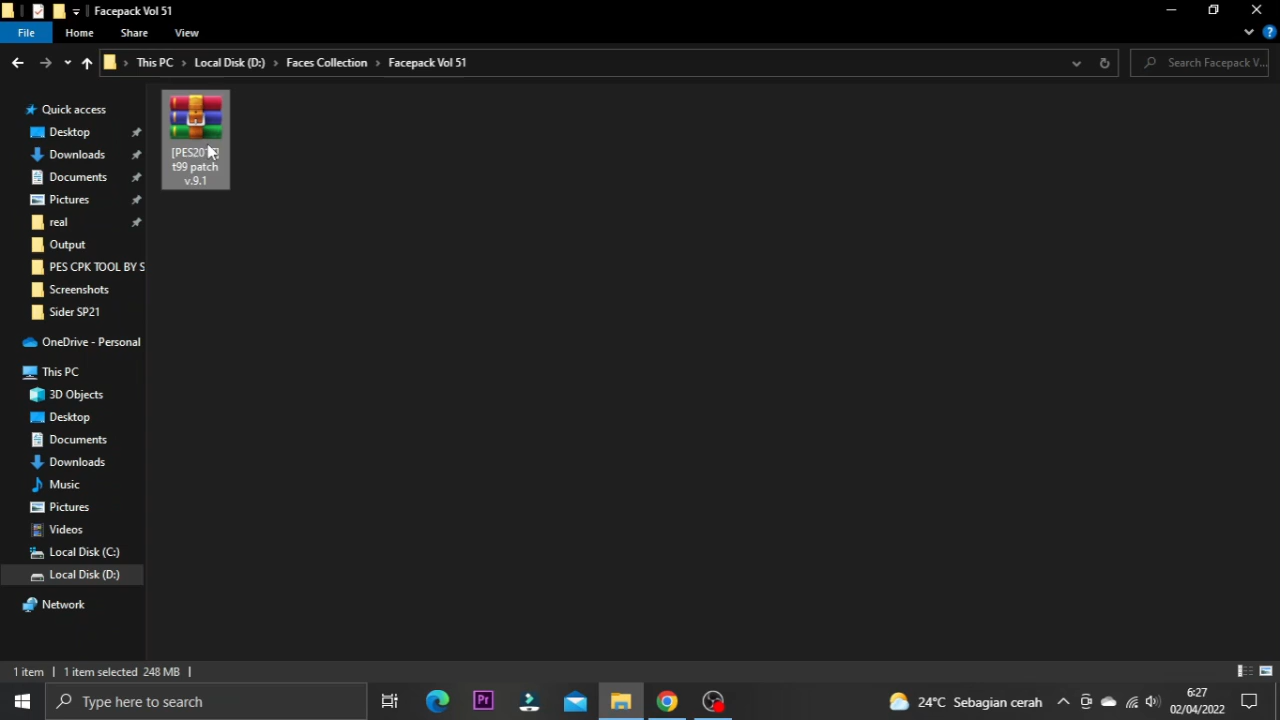 Facepack Vol 51
File Home Share View
This PC Local Disk (D:) Faces Collection Facepack Vol 51
Search Facepack V...
Quick access
Desktop
Downloads
Documents
Pictures
real
Output
PES CPK TOOL BY S
Screenshots
Sider SP21
OneDrive - Personal
This PC
3D Objects
Desktop
Documents
Downloads
Music
Pictures
Videos
Local Disk (C:)
Local Disk (D:)
Network
t99 patch
v.9.1
1 item 1 item selected 248 MB
Type here to search
Pr
24°C Sebagian cerah
6:27
02/04/2022